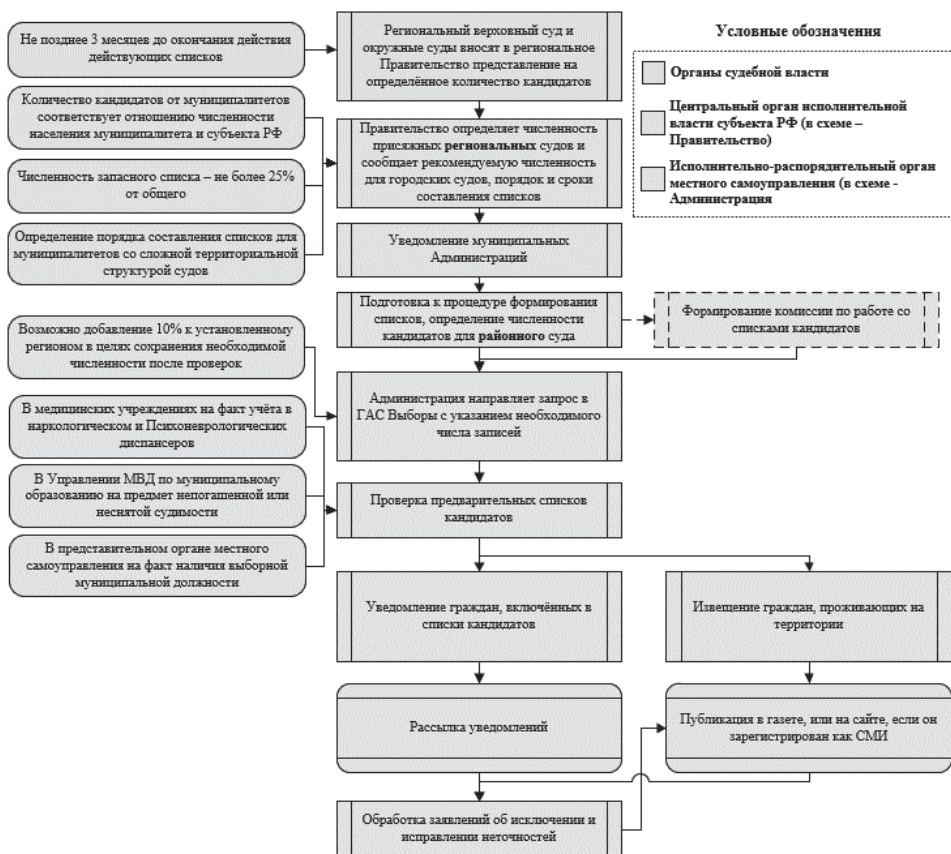 Не позднее 3 месяцев до окончания действия
действующих списков
Региональный верховный суд и
окружные суды вносят в региональное
Правительство представление на
определённое количество кандидатов
Условные обозначения
Органы судебной власти
Центральный орган исполнительной
власти субъекта РФ (в схеме –
Правительство)
Исполнительно-распорядительный орган
местного самоуправления (в схеме -
Администрация
Количество кандидатов от муниципалитетов
соответствует отношению численности
населения муниципалитета и субъекта РФ
Численность запасного списка – не более 25%
от общего
Определение порядка составления списков для
муниципалитетов со сложной территориальной
структурой судов
Правительство определяет численность
присяжных региональных судов и
сообщает рекомендуемую численность
для городских судов, порядок и сроки
составления списков
Уведомление муниципальных
Администраций
Подготовка к процедуре формирования
списков, определение численности
кандидатов для районного суда
Формирование комиссии по работе со
списками кандидатов
Возможно добавление 10% к установленному
регионом в целях сохранения необходимой
численности после проверок
Администрация направляет запрос в
ГАС Выборы с указанием необходимого
числа записей
В медицинских учреждениях на факт учёта в
наркологическом и Психоневрологических
диспансеров
В Управлении МВД по муниципальному
образованию на предмет непогашенной или
неснятой судимости
В представительном органе местного
самоуправления на факт наличия выборной
муниципальной должности
Проверка предварительных списков
кандидатов
Уведомление граждан, включённых в
списки кандидатов
Извещение граждан, проживающих на
территории
Рассылка уведомлений
Публикация в газете, или на сайте, если он
зарегистрирован как СМИ
Обработка заявлений об исключении и
исправлении неточностей